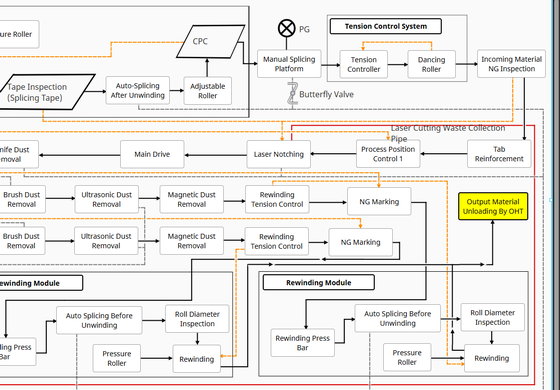 ure Roller
CPC
PG
Tension Control System
Manual Splicing
Platform
Tension
Controller
Dancing
Roller
Incoming Material
NG Inspection
Tape Inspection
(Splicing Tape)
Auto-Splicing
After Unwinding
Adjustable
Roller
Butterfly Valve
Laser Cutting Waste Collection
Pipe
nife Dust
moval
Main Drive
Laser Notching
Process Position
Control 1
Tab
Reinforcement
Brush Dust
Removal
Ultrasonic Dust
Removal
Magnetic Dust
Removal
Rewinding
Tension Control
NG Marking
Output Material
Unloading By OHT
Brush Dust
Removal
Ultrasonic Dust
Removal
Magnetic Dust
Removal
Rewinding
Tension Control
NG Marking
ewinding Module
Rewinding Module
Auto Splicing Before
Unwinding
Roll Diameter
Inspection
Auto Splicing Before
Unwinding
Roll Diameter
Inspection
ding Press
Bar
Pressure
Roller
Rewinding
Rewinding Press
Bar
Pressure
Roller
Rewinding